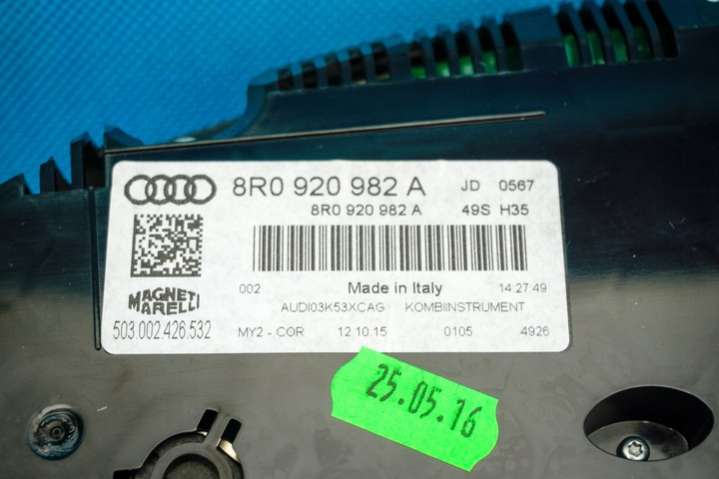 8R0 920 982 A JD 0567
8R0 920 982 A 49S H35
002 Made in Italy 14:27:49
MAGNETI
MARELLI
AUDI03K53XCAG KOMBIINSTRUMENT
503.002.426.532 MY2 - COR 12.10.15 0105 4926
25.05.16